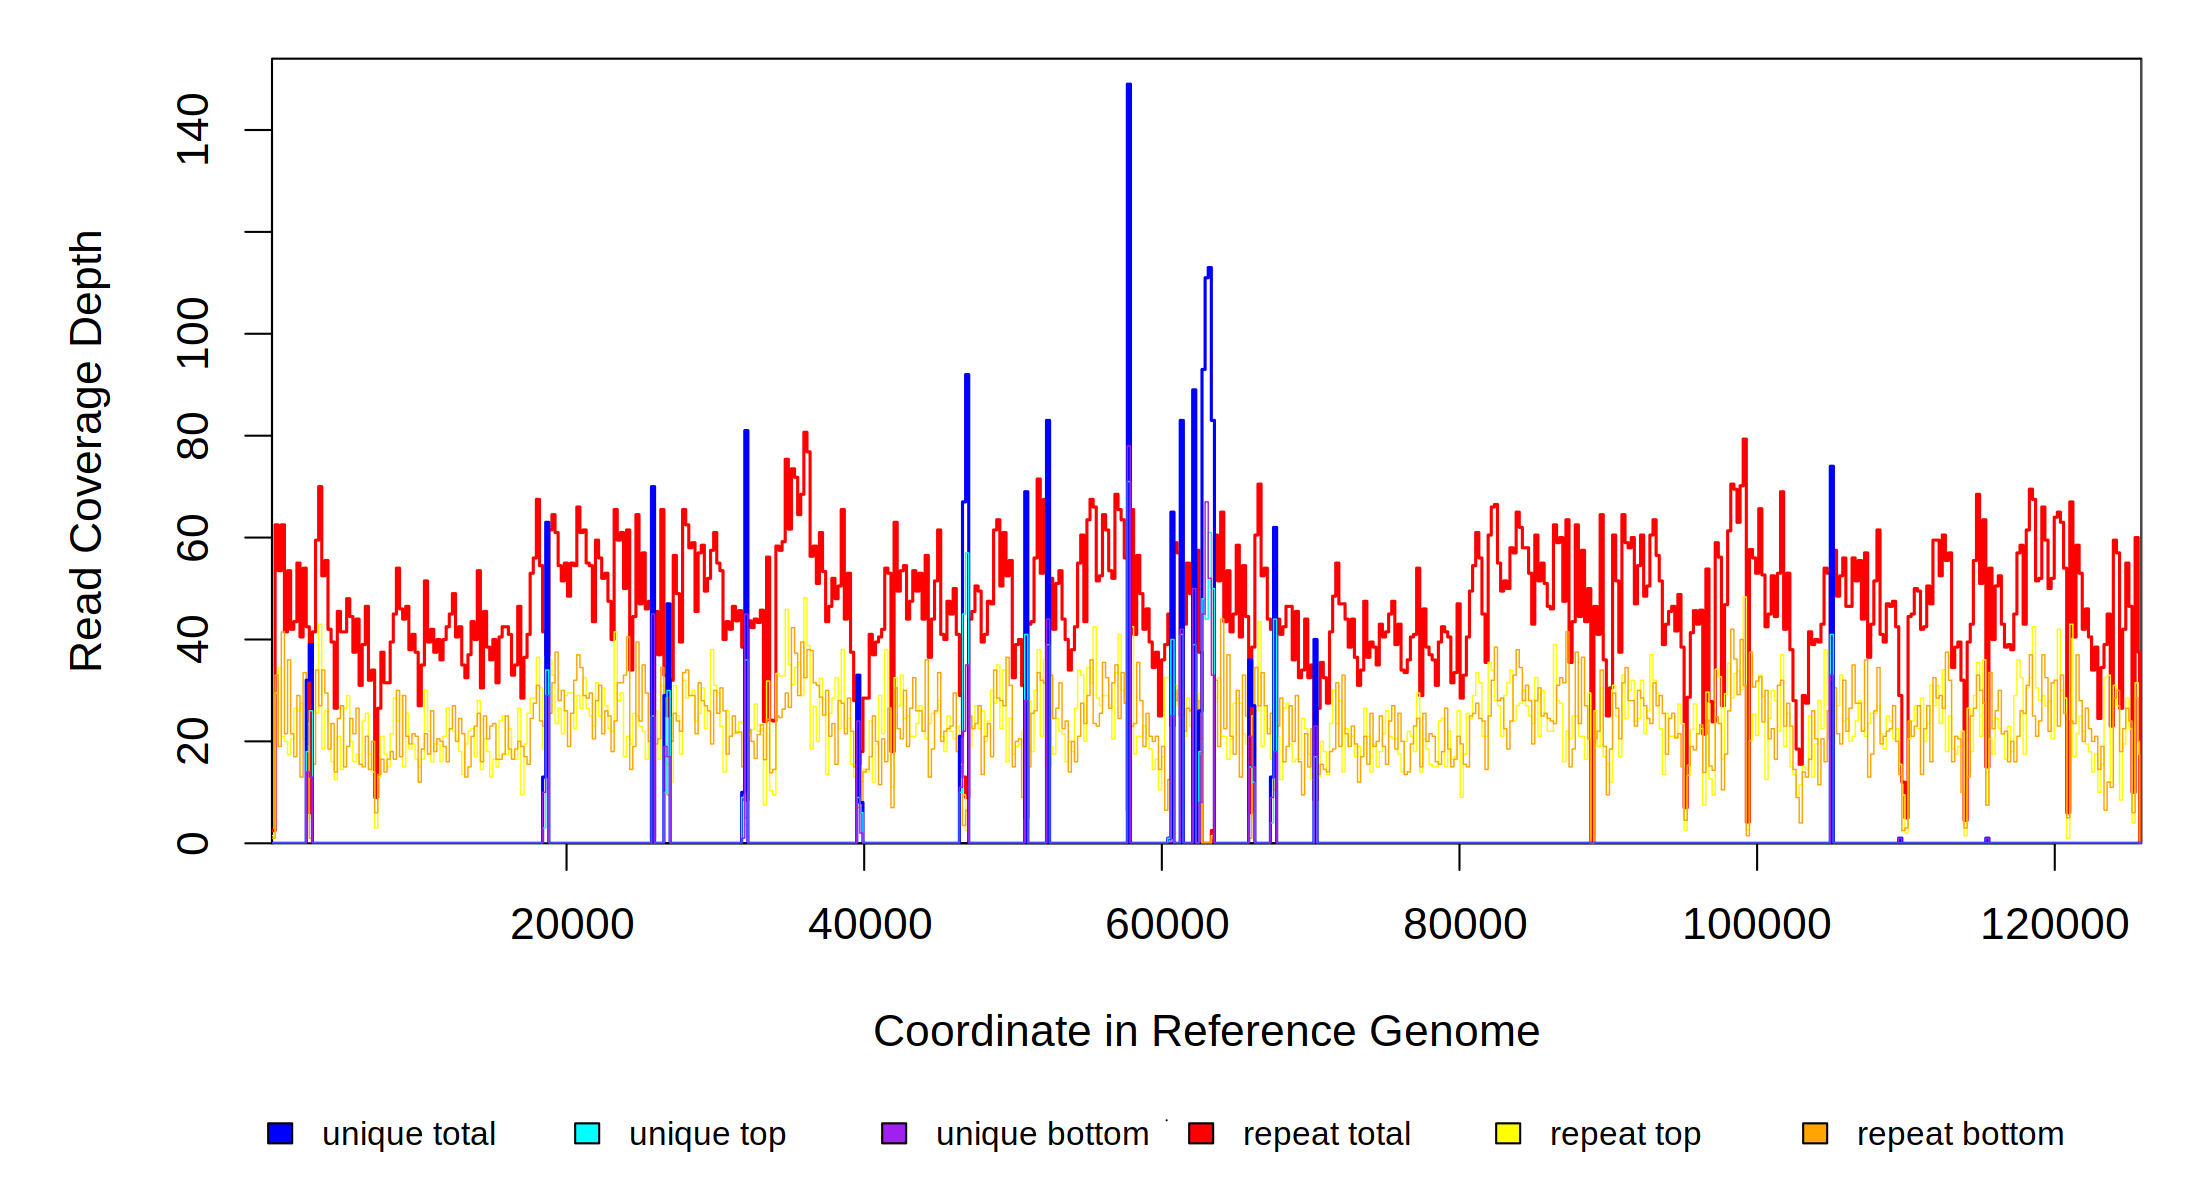 Read Coverage Depth
140
100
80
60
40
20
0
20000 40000 60000 80000 100000 120000
Coordinate in Reference Genome
unique total unique top unique bottom repeat total repeat top repeat bottom